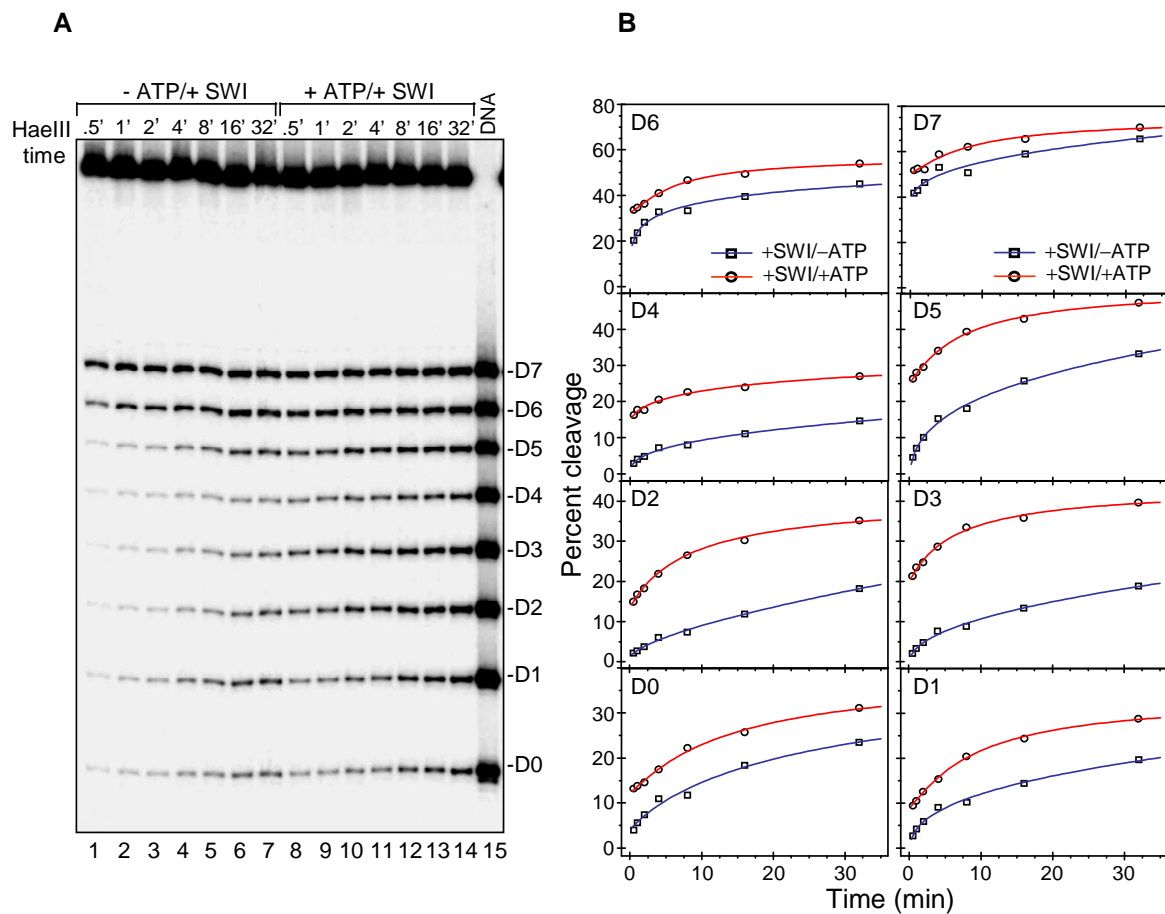 A
- ATP/+ SWI + ATP/+ SWI DNA
HaeIII time .5' 1' 2' 4' 8' 16' 32' .5' 1' 2' 4' 8' 16' 32'
-D7
-D6
-D5
-D4
-D3
-D2
-D1
-D0
1 2 3 4 5 6 7 8 9 10 11 12 13 14 15
B
Percent cleavage
80
60
40
20
0
D6
+SWI/−ATP
+SWI/+ATP
D7
+SWI/−ATP
+SWI/+ATP
40
30
20
10
0
D4
D5
40
30
20
10
0
D2
D3
30
20
10
0
D0
D1
0 10 20 30 0 10 20 30
Time (min)